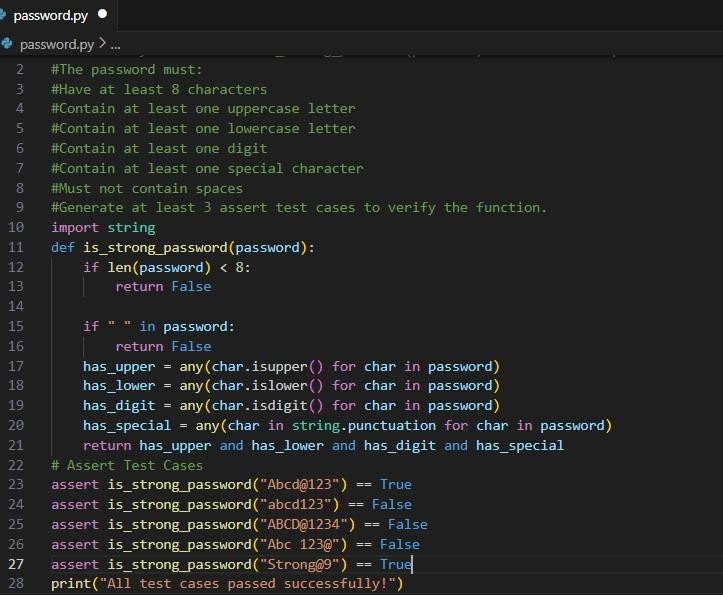 password.py
password.py > ...
2 #The password must:
3 #Have at least 8 characters
4 #Contain at least one uppercase letter
5 #Contain at least one lowercase letter
6 #Contain at least one digit
7 #Contain at least one special character
8 #Must not contain spaces
9 #Generate at least 3 assert test cases to verify the function.
10 import string
11 def is_strong_password(password):
12     if len(password) < 8:
13         return False
14
15     if " " in password:
16         return False
17     has_upper = any(char.isupper() for char in password)
18     has_lower = any(char.islower() for char in password)
19     has_digit = any(char.isdigit() for char in password)
20     has_special = any(char in string.punctuation for char in password)
21     return has_upper and has_lower and has_digit and has_special
22 # Assert Test Cases
23 assert is_strong_password("Abcd@123") == True
24 assert is_strong_password("abcd123") == False
25 assert is_strong_password("ABCD@1234") == False
26 assert is_strong_password("Abc 123@") == False
27 assert is_strong_password("Strong@9") == True
28 print("All test cases passed successfully!")